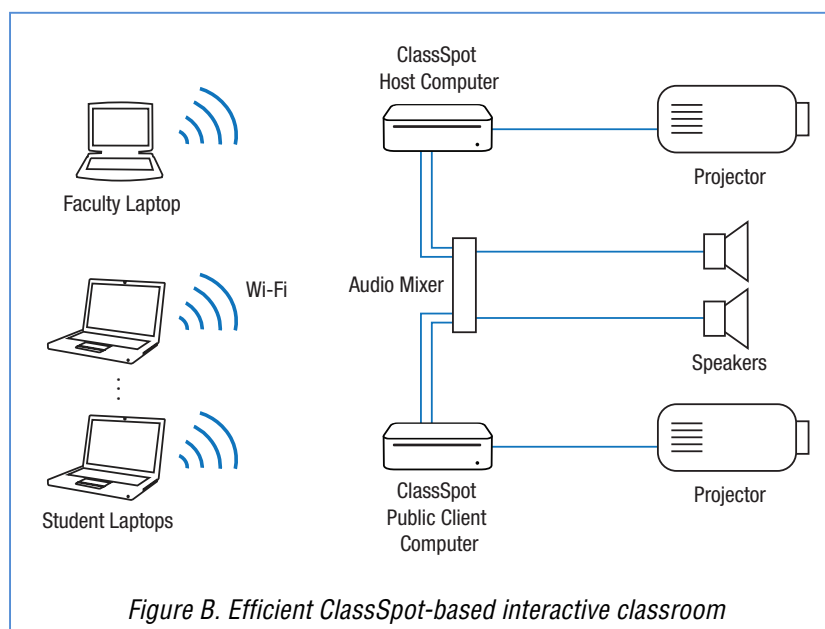 ClassSpot
Host Computer
Faculty Laptop
Projector
Wi-Fi
Audio Mixer
Speakers
Student Laptops
ClassSpot
Public Client
Computer
Projector
Figure B. Efficient ClassSpot-based interactive classroom